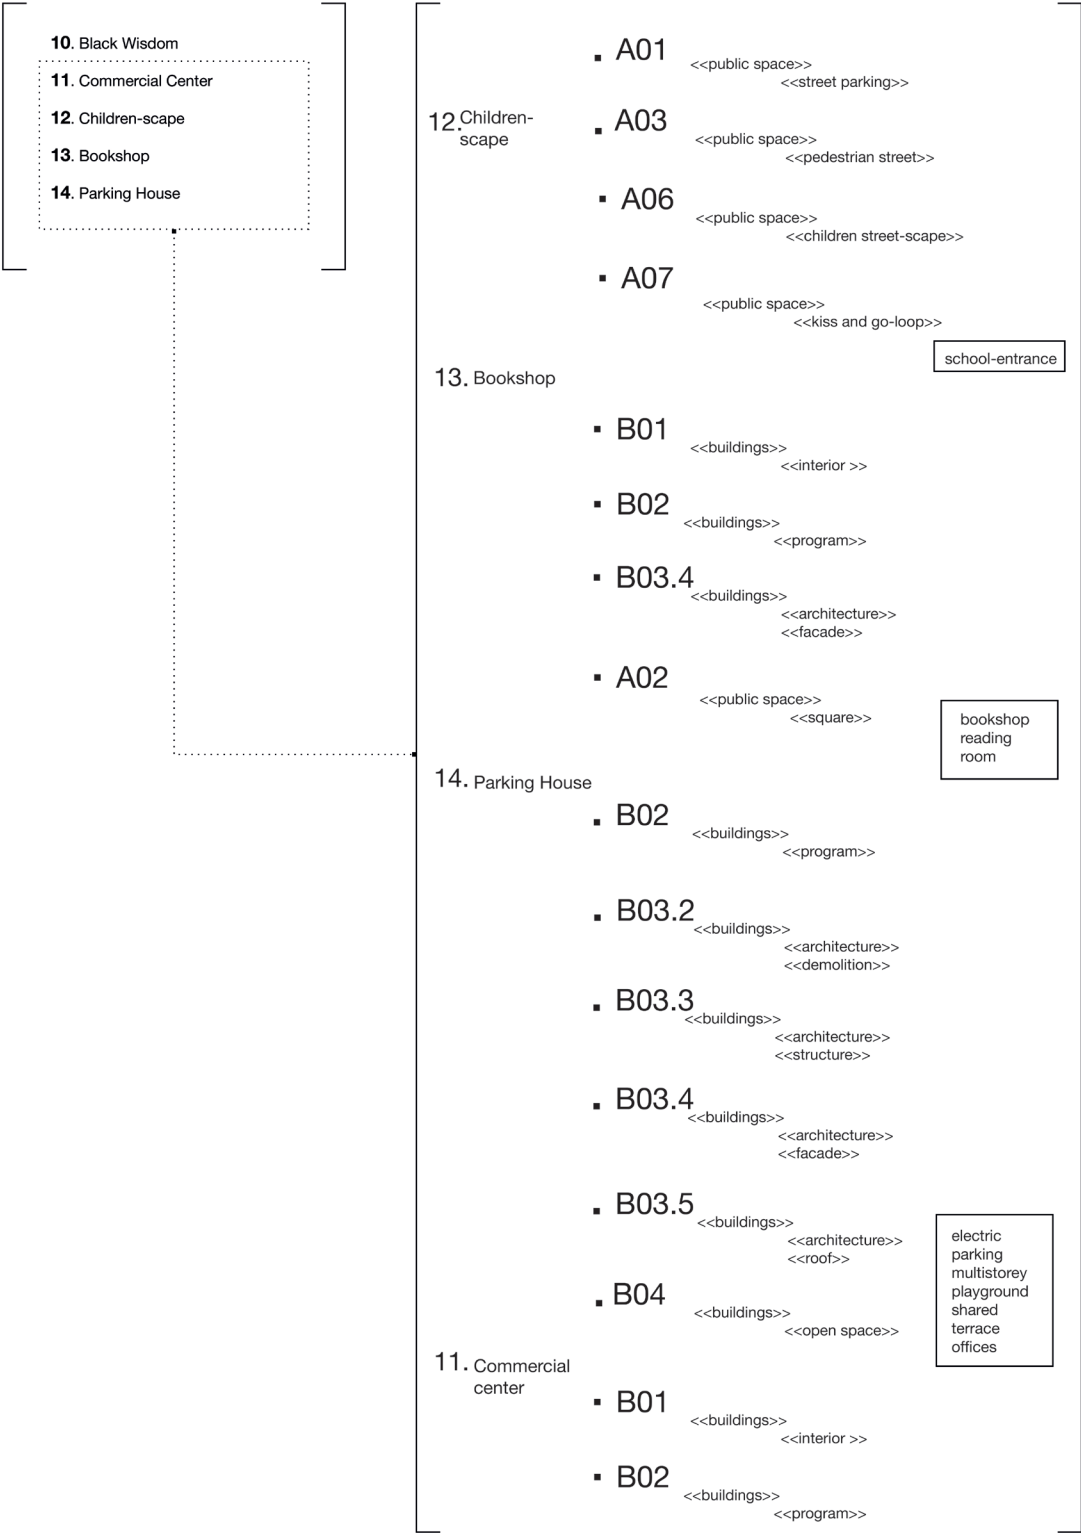 10. Black Wisdom
11. Commercial Center
12. Children-scape
13. Bookshop
14. Parking House
A01
<<public space>>
<<street parking>>
12. Children-
scape
A03
<<public space>>
<<pedestrian street>>
A06
<<public space>>
<<children street-scape>>
A07
<<public space>>
<<kiss and go-loop>>
school-entrance
13. Bookshop
B01
<<buildings>>
<<interior >>
B02
<<buildings>>
<<program>>
B03.4
<<buildings>>
<<architecture>>
<<facade>>
A02
<<public space>>
<<square>>
bookshop
reading
room
14. Parking House
B02
<<buildings>>
<<program>>
B03.2
<<buildings>>
<<architecture>>
<<demolition>>
B03.3
<<buildings>>
<<architecture>>
<<structure>>
B03.4
<<buildings>>
<<architecture>>
<<facade>>
B03.5
<<buildings>>
<<architecture>>
<<roof>>
B04
<<buildings>>
<<open space>>
electric
parking
multistorey
playground
shared
terrace
offices
11. Commercial
center
B01
<<buildings>>
<<interior >>
B02
<<buildings>>
<<program>>